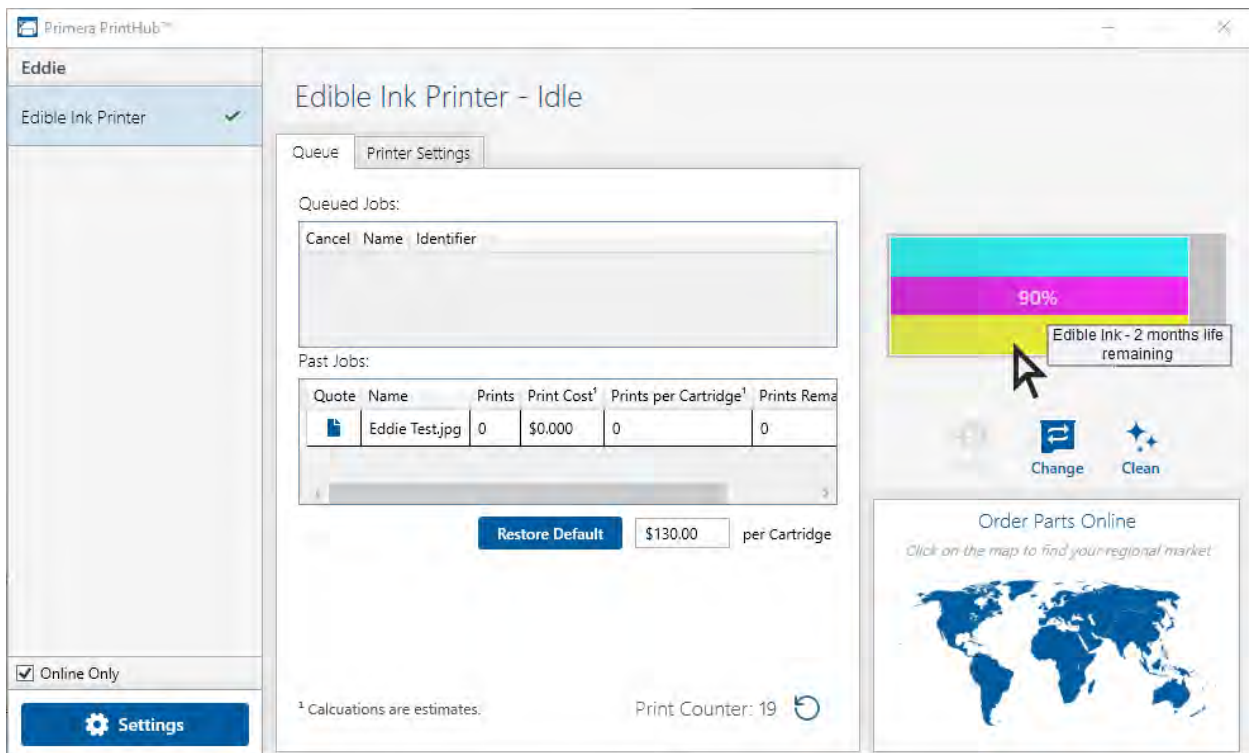 Primera PrintHub™
Eddie
Edible Ink Printer
Edible Ink Printer - Idle
Queue
Printer Settings
Queued Jobs:
Cancel Name Identifier
90%
Edible Ink - 2 months life
remaining
Past Jobs:
Quote Name Prints Print Cost¹ Prints per Cartridge¹ Prints Rema
Eddie Test.jpg 0 $0.000 0 0
Change
Clean
Restore Default $130.00 per Cartridge
Order Parts Online
Click on the map to find your regional market
Online Only
Settings
¹ Calcuations are estimates.
Print Counter: 19